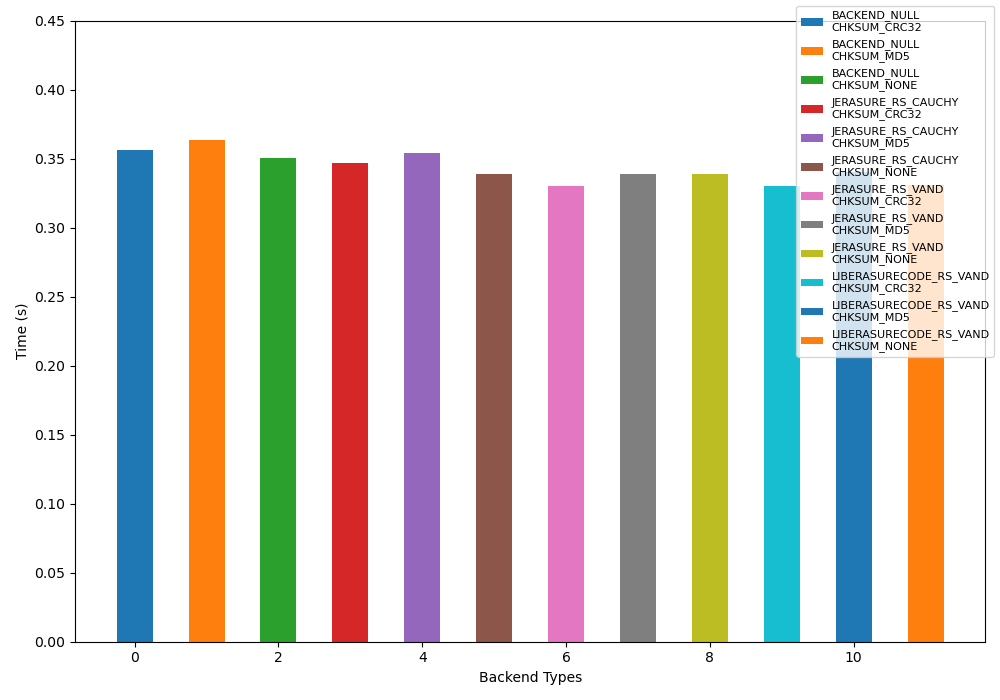 0.45
0.40
0.35
0.30
0.25
0.20
0.15
0.10
0.05
0.00
Time (s)
0
2
4
6
8
10
Backend Types
BACKEND_NULL
CHKSUM_CRC32
BACKEND_NULL
CHKSUM_MD5
BACKEND_NULL
CHKSUM_NONE
JERASURE_RS_CAUCHY
CHKSUM_CRC32
JERASURE_RS_CAUCHY
CHKSUM_MD5
JERASURE_RS_CAUCHY
CHKSUM_NONE
JERASURE_RS_VAND
CHKSUM_CRC32
JERASURE_RS_VAND
CHKSUM_MD5
JERASURE_RS_VAND
CHKSUM_NONE
LIBERASURECODE_RS_VAND
CHKSUM_CRC32
LIBERASURECODE_RS_VAND
CHKSUM_MD5
LIBERASURECODE_RS_VAND
CHKSUM_NONE